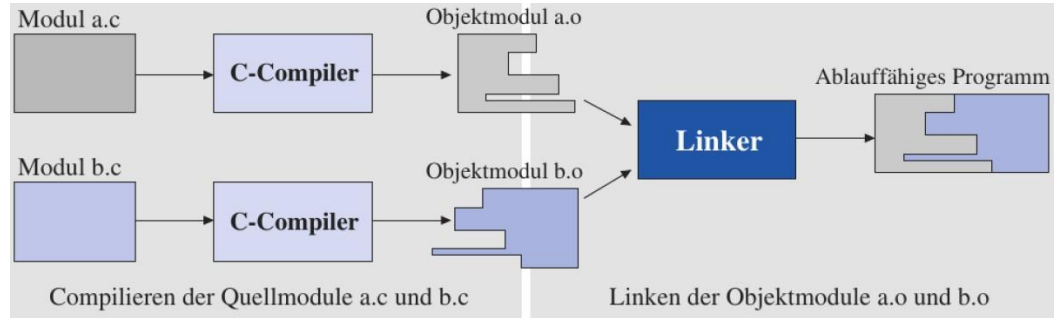 Modul a.c
C-Compiler
Objektmodul a.o
Modul b.c
C-Compiler
Objektmodul b.o
Linker
Ablauffähiges Programm
Compilieren der Quellmodule a.c und b.c
Linken der Objektmodule a.o und b.o